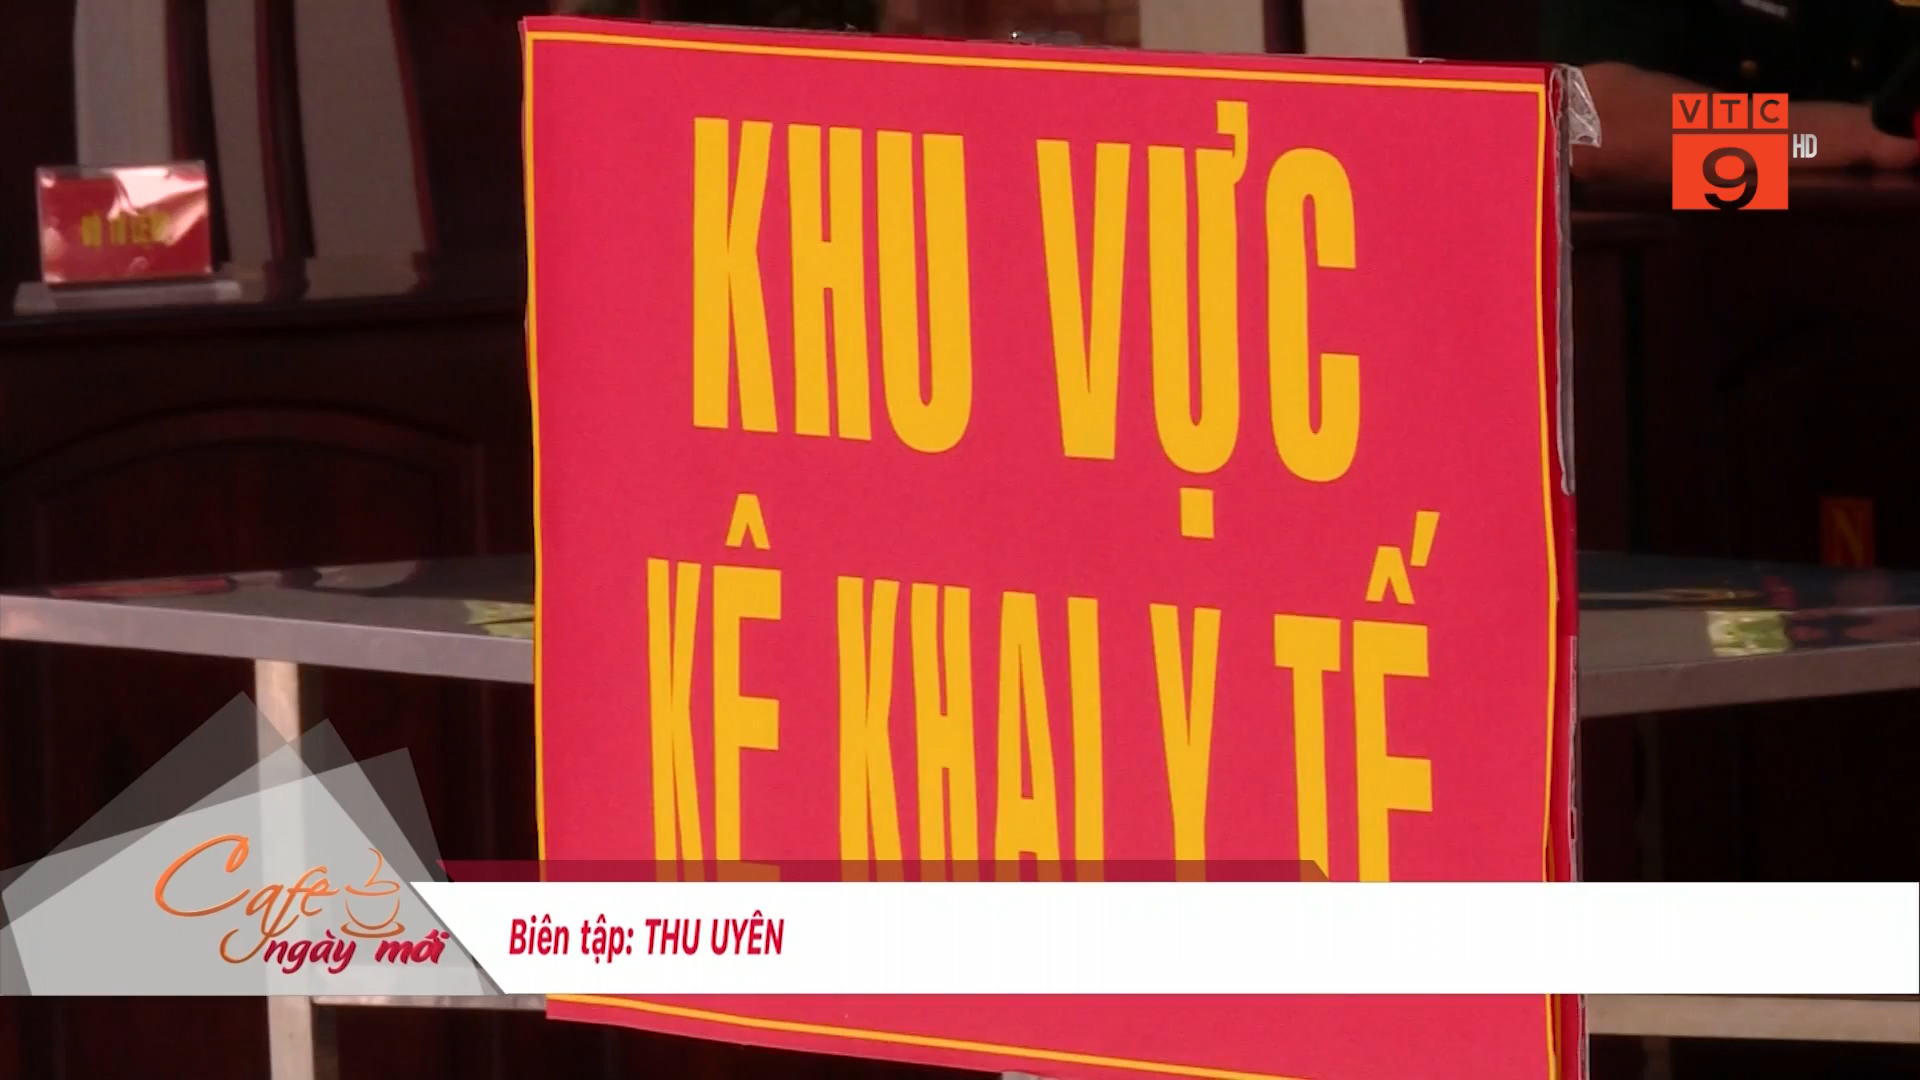 VTC
9
HD
KHU VỰC
KÊ KHAI Y TẾ
Cafe
ngày mới
Biên tập: THU UYÊN
N